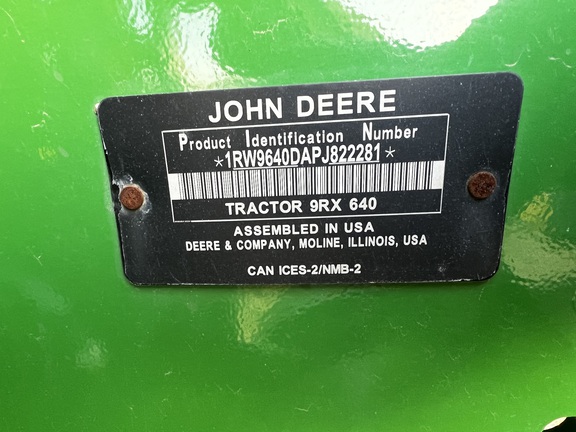 JOHN DEERE
Product Identification Number
*1RW9640DAPJ822281*
TRACTOR 9RX 640
ASSEMBLED IN USA
DEERE & COMPANY, MOLINE, ILLINOIS, USA
CAN ICES-2/NMB-2